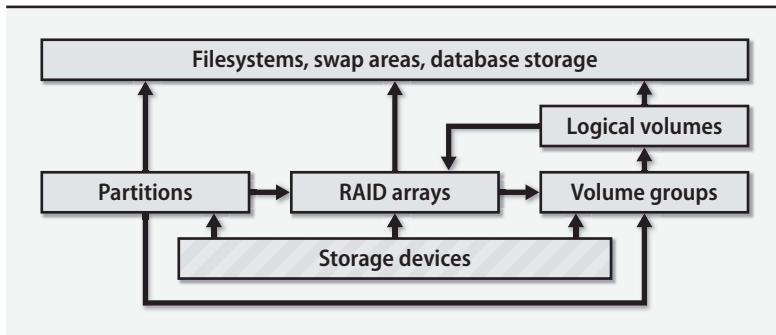 Filesystems, swap areas, database storage
Logical volumes
Partitions
RAID arrays
Volume groups
Storage devices